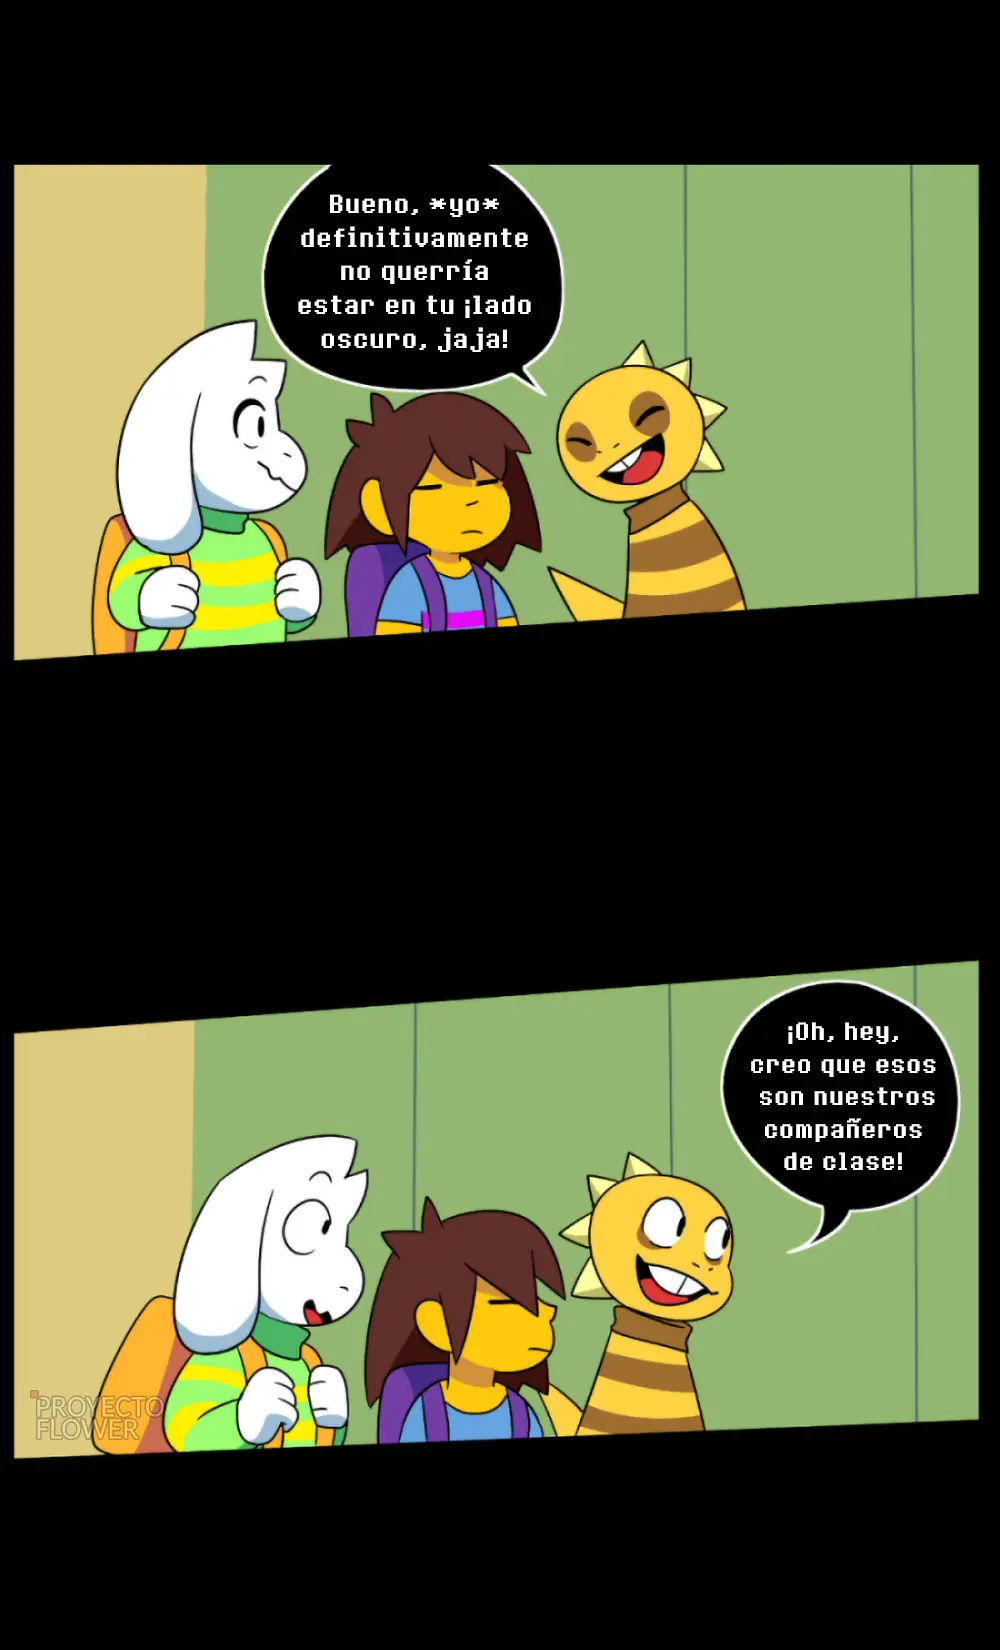 Bueno, *yo*
definitivamente
no querría
estar en tu ¡lado
oscuro, jaja!
¡Oh, hey,
creo que esos
son nuestros
compañeros
de clase!
PROYECTO
FLOWER